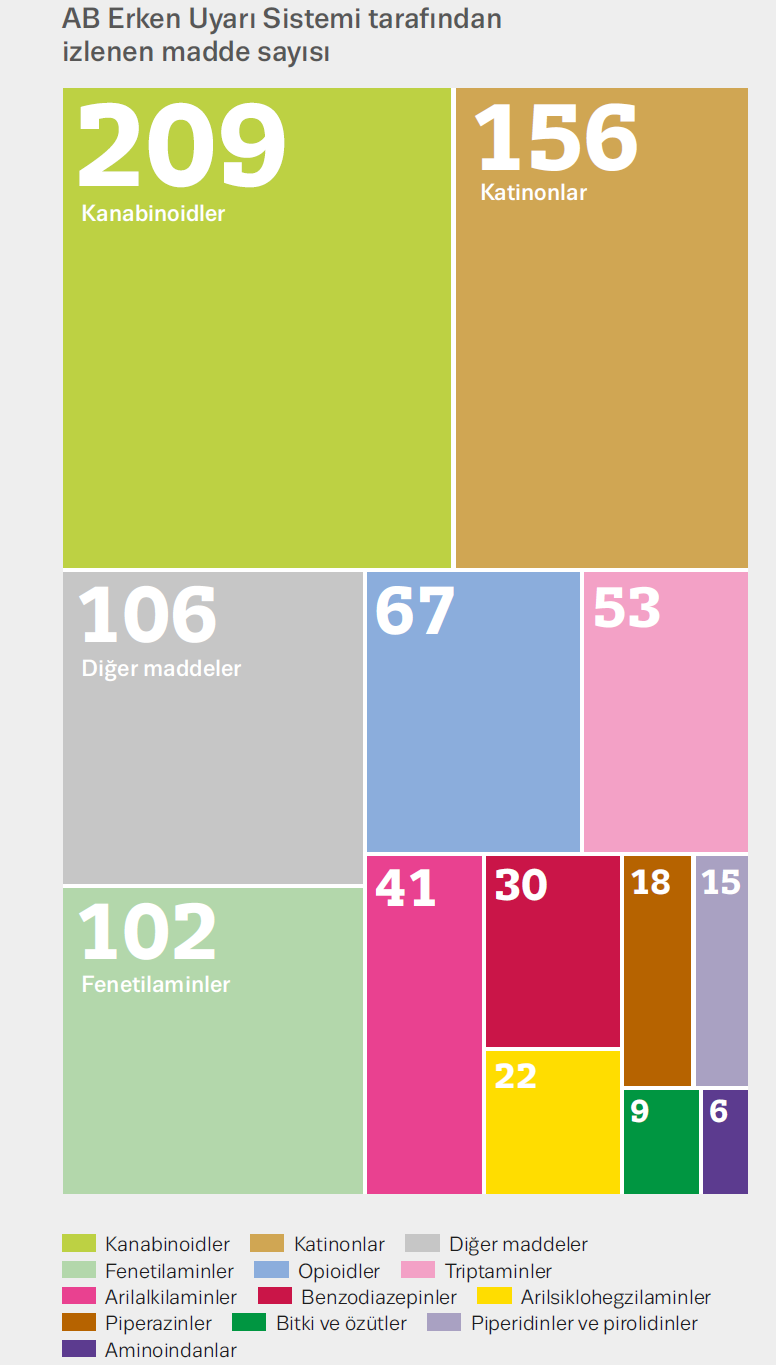 AB Erken Uyarı Sistemi tarafından
izlenen madde sayısı
209
Kanabinoidler
156
Katinonlar
106
Diğer maddeler
67
53
102
Fenetilaminler
41
30
18
15
22
9
6
Kanabinoidler Katinonlar Diğer maddeler
Fenetilaminler Opioidler Triptaminler
Arilalkilaminler Benzodiazepinler Arilsiklohegzilaminler
Piperazinler Bitki ve özütler Piperidinler ve pirolidinler
Aminoindanlar